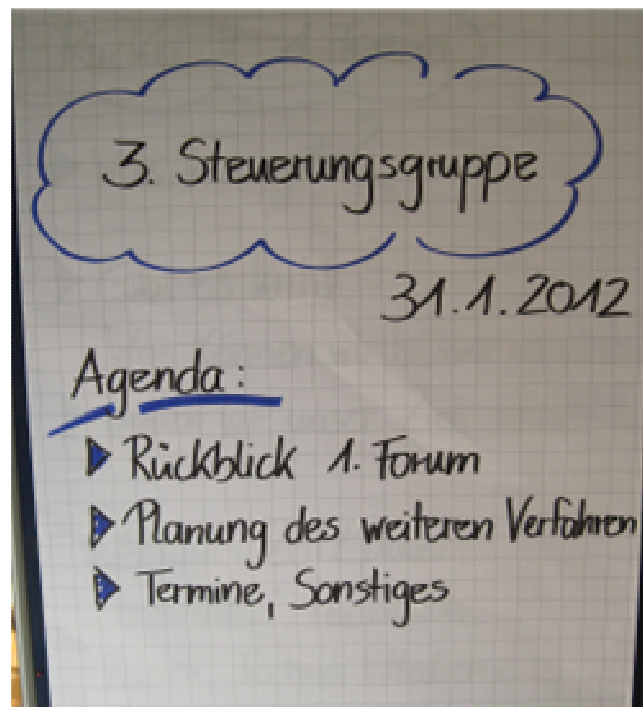 3. Steuerungsgruppe
31.1.2012
Agenda:
Rückblick 1. Forum
Planung des weiteren Verfahren
Termine, Sonstiges